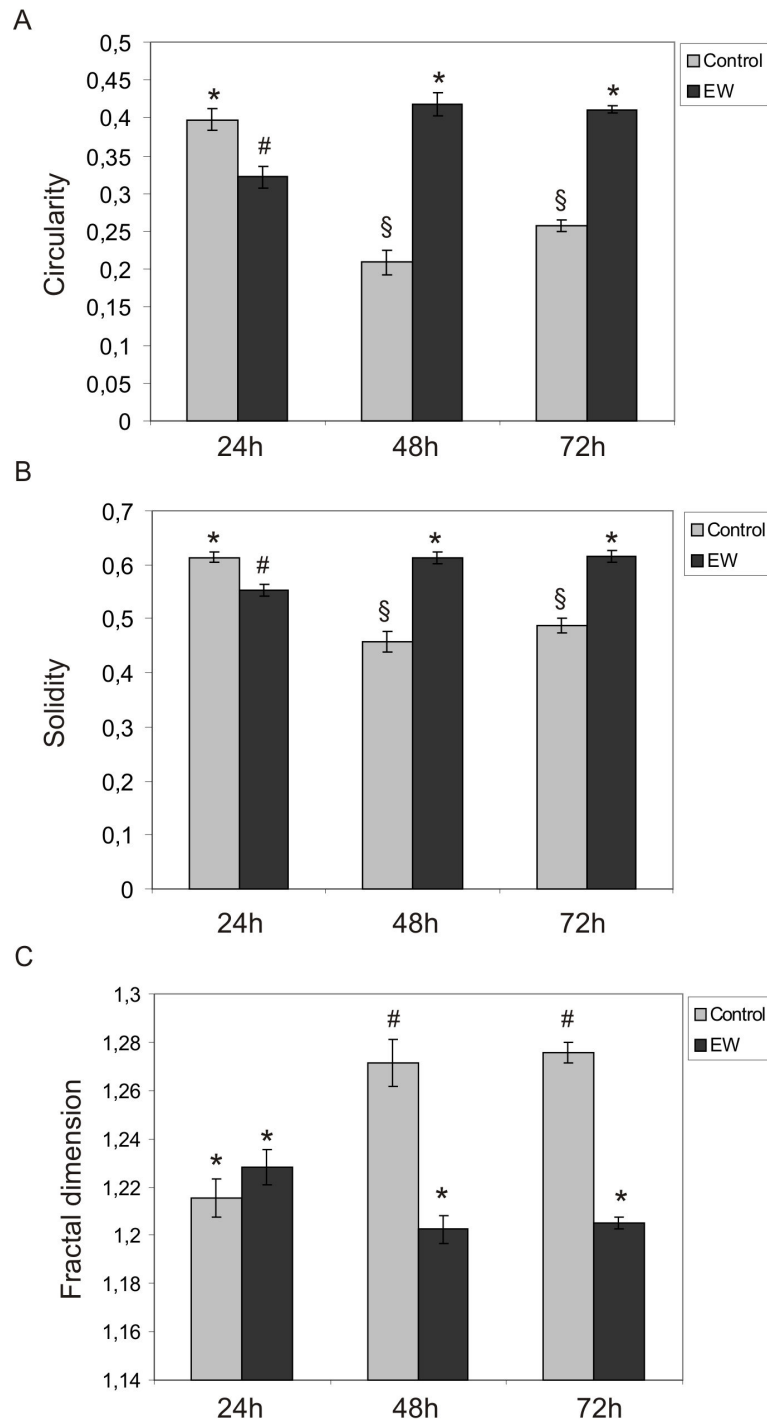 A
0,5
0,45
0,4
0,35
0,3
0,25
0,2
0,15
0,1
0,05
0
Circularity
* # § * § *
24h 48h 72h
Control
EW
B
0,7
0,6
0,5
0,4
0,3
0,2
0,1
0
Solidity
* # § * § *
24h 48h 72h
Control
EW
C
1,3
1,28
1,26
1,24
1,22
1,2
1,18
1,16
1,14
Fractal dimension
* * # * # *
24h 48h 72h
Control
EW